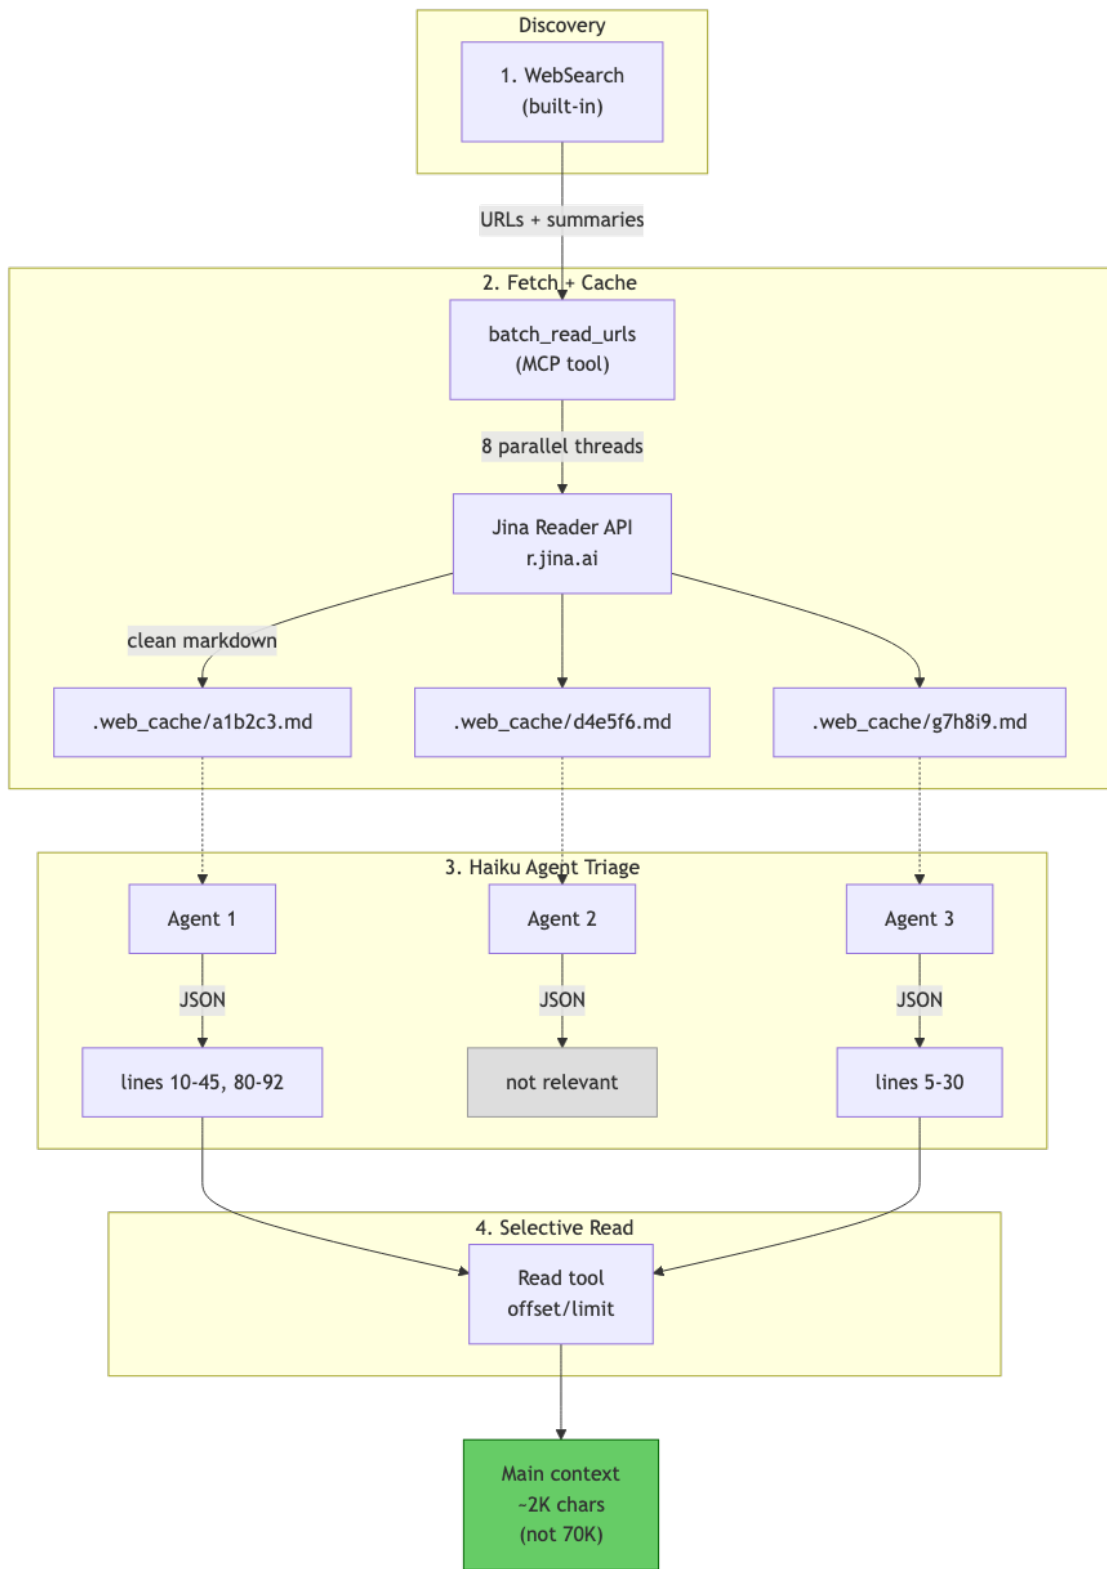 Discovery
1. WebSearch
(built-in)
URLs + summaries
2. Fetch + Cache
batch_read_urls
(MCP tool)
8 parallel threads
Jina Reader API
r.jina.ai
clean markdown
.web_cache/a1b2c3.md
.web_cache/d4e5f6.md
.web_cache/g7h8i9.md
3. Haiku Agent Triage
Agent 1
Agent 2
Agent 3
JSON
JSON
JSON
lines 10-45, 80-92
not relevant
lines 5-30
4. Selective Read
Read tool
offset/limit
Main context
~2K chars
(not 70K)